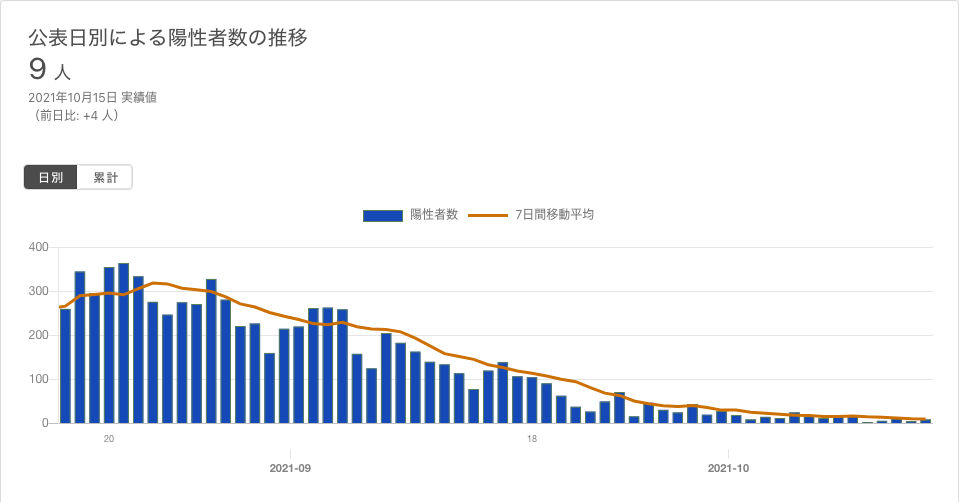 公表日別による陽性者数の推移
9 人
2021年10月15日 実績値
（前日比: +4 人）
日別 累計
陽性者数 7日間移動平均
400
300
200
100
0
20 18
2021-09 2021-10